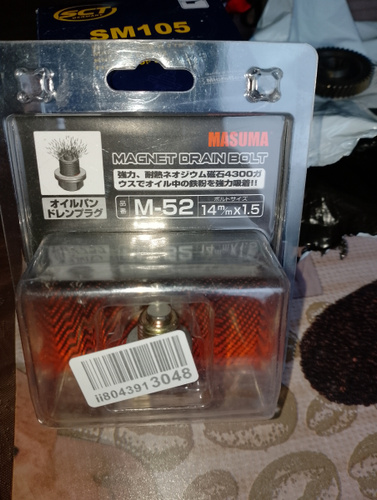 SCT
SM105
MASUMA
MAGNET DRAIN BOLT
強力、耐熱ネオジウム磁石4300ガ
ウスでオイル中の鉄粉を強力吸着!!
オイルパン
ドレンプラグ
品番
M-52
ボルトサイズ
14m/mx1.5
ii8043913048